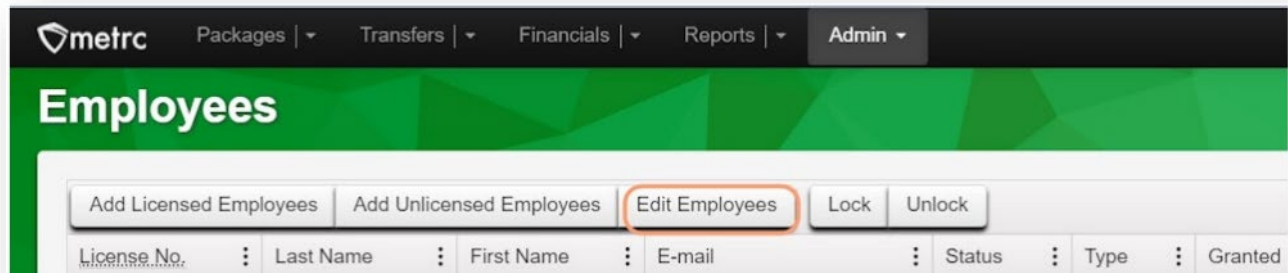 metrc Packages | Transfers | Financials | Reports | Admin
Employees
Add Licensed Employees Add Unlicensed Employees Edit Employees Lock Unlock
License No. Last Name First Name E-mail Status Type Granted